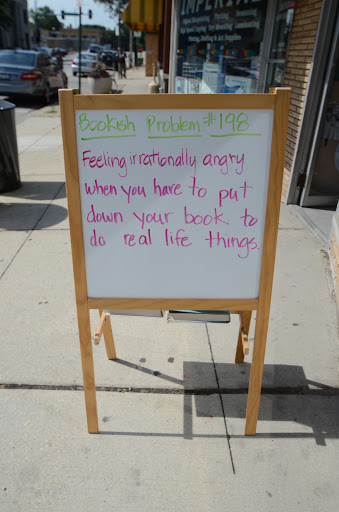 IMPERIAL
Bookish Problem #198
Feeling irrationally angry
when you have to put
down your book to
do real life things.